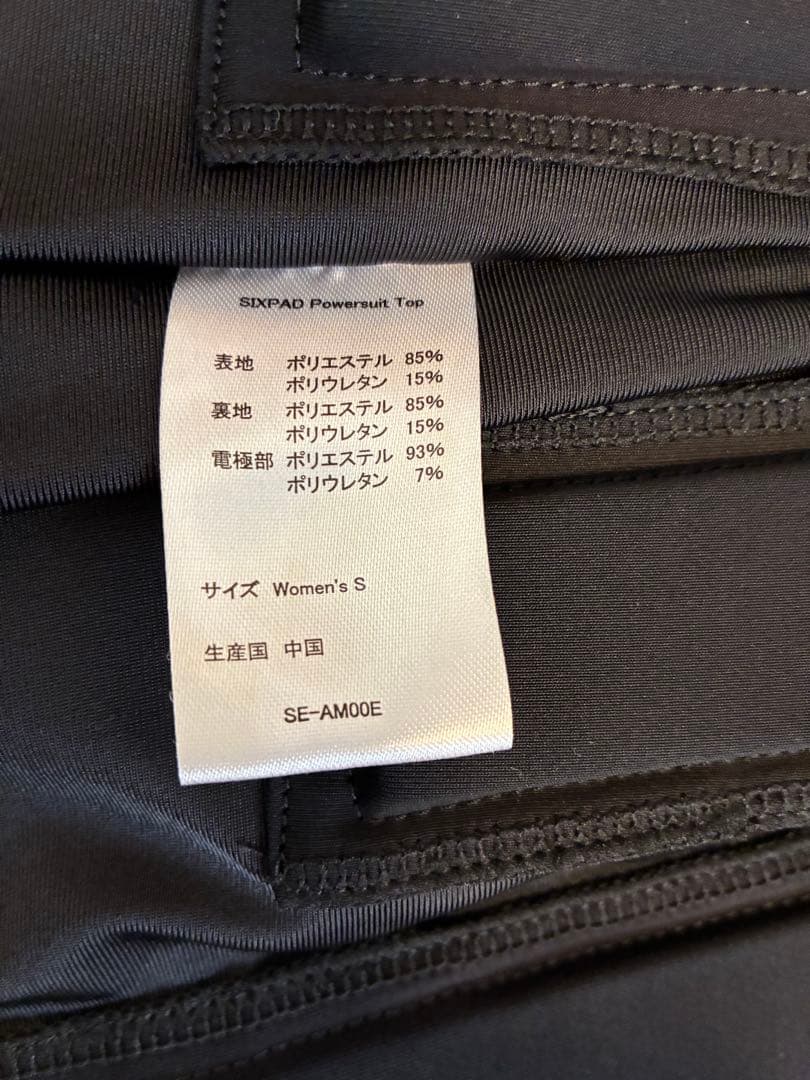 SIXPAD Powersuit Top
表地 ポリエステル 85%
ポリウレタン 15%
裏地 ポリエステル 85%
ポリウレタン 15%
電極部 ポリエステル 93%
ポリウレタン 7%
サイズ Women's S
生産国 中国
SE-AM00E